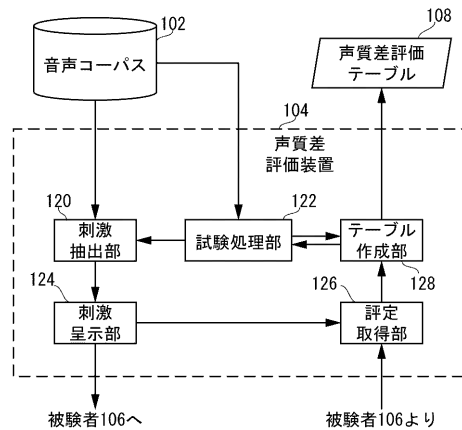 102
音声コーパス
108
声質差評価
テーブル
104
声質差
評価装置
120
刺激
抽出部
122
試験処理部
テーブル
作成部
128
124
刺激
呈示部
126
評定
取得部
被験者106へ
被験者106より